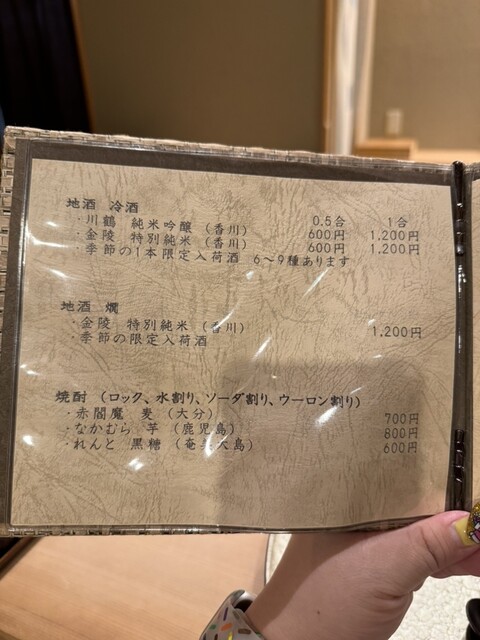 地酒 冷酒
0.5合 1合
・川鶴 純米吟醸（香川） 600円 1,200円
・金陵 特別純米（香川） 600円 1,200円
・季節の1本限定入荷酒 6～9種あります
地酒 燗
・金陵 特別純米（香川） 1,200円
・季節の限定入荷酒
焼酎（ロック、水割り、ソーダ割り、ウーロン割り）
・赤閻魔 麦（大分） 700円
・なかむら 芋（鹿児島） 800円
・れんと 黒糖（奄美大島） 600円